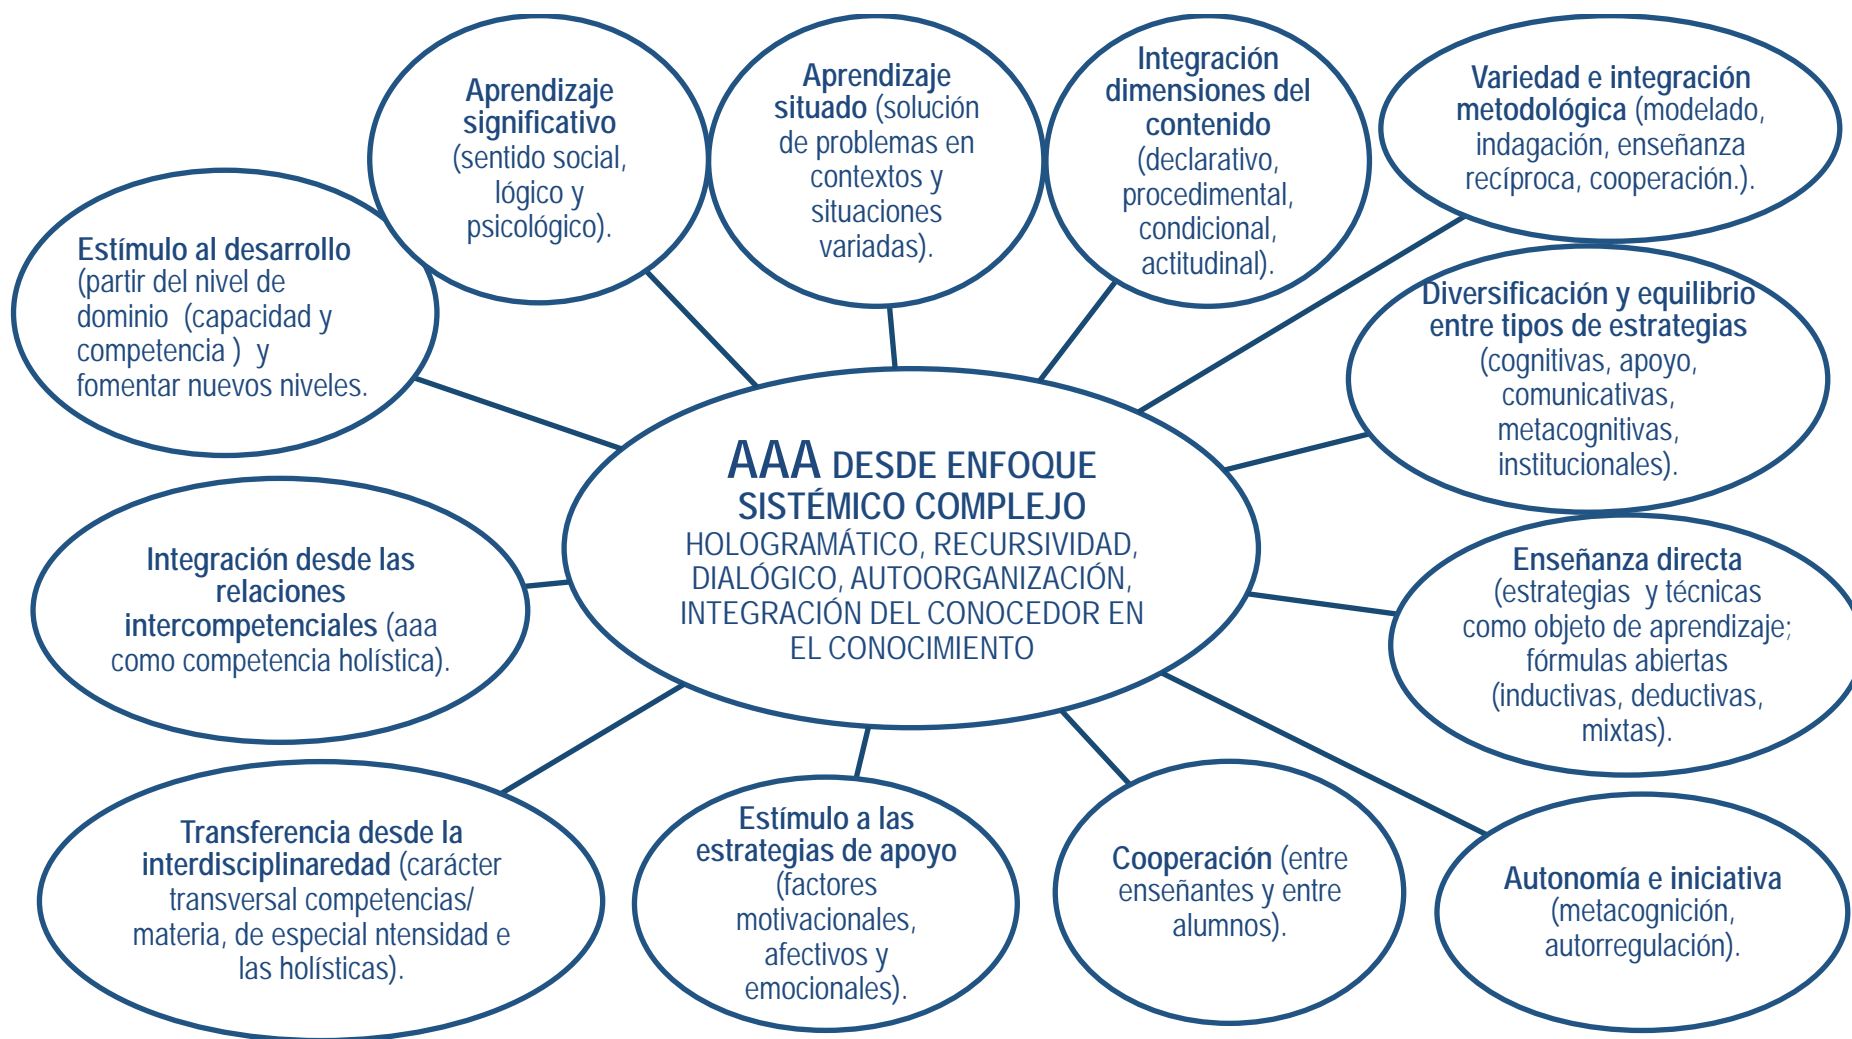 Aprendizaje
significativo
(sentido social,
lógico y
psicológico).
Aprendizaje
situado (solución
de problemas en
contextos y
situaciones
variadas).
Integración
dimensiones del
contenido
(declarativo,
procedimental,
condicional,
actitudinal).
Variedad e integración
metodológica (modelado,
indagación, enseñanza
recíproca, cooperación.).
Estímulo al desarrollo
(partir del nivel de
dominio (capacidad y
competencia ) y
fomentar nuevos niveles.
Diversificación y equilibrio
entre tipos de estrategias
(cognitivas, apoyo,
comunicativas,
metacognitivas,
institucionales).
AAA DESDE ENFOQUE
SISTÉMICO COMPLEJO
HOLOGRAMÁTICO, RECURSIVIDAD,
DIALÓGICO, AUTOORGANIZACIÓN,
INTEGRACIÓN DEL CONOCEDOR EN
EL CONOCIMIENTO
Integración desde las
relaciones
intercompetenciales (aaa
como competencia holística).
Enseñanza directa
(estrategias y técnicas
como objeto de aprendizaje;
fórmulas abiertas
(inductivas, deductivas,
mixtas).
Transferencia desde la
interdisciplinaredad (carácter
transversal competencias/
materia, de especial ntensidad e
las holísticas).
Estímulo a las
estrategias de apoyo
(factores
motivacionales,
afectivos y
emocionales).
Cooperación (entre
enseñantes y entre
alumnos).
Autonomía e iniciativa
(metacognición,
autorregulación).